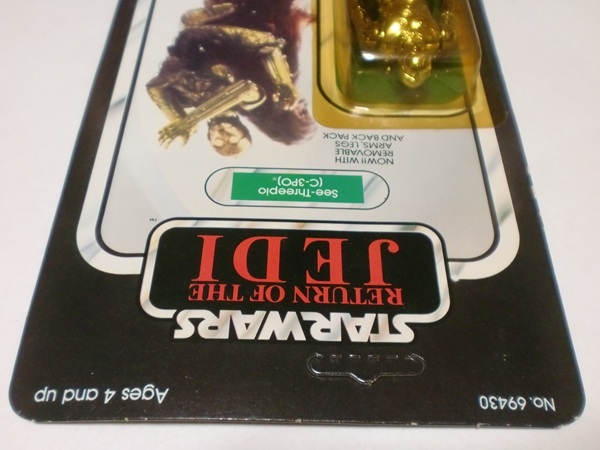 No. 69430
Ages 4 and up
STAR WARS
RETURN OF THE
JEDI
™
See-Threepio
(C-3PO)®
NOW!! WITH
REMOVABLE
ARMS, LEGS
AND BACK PACK